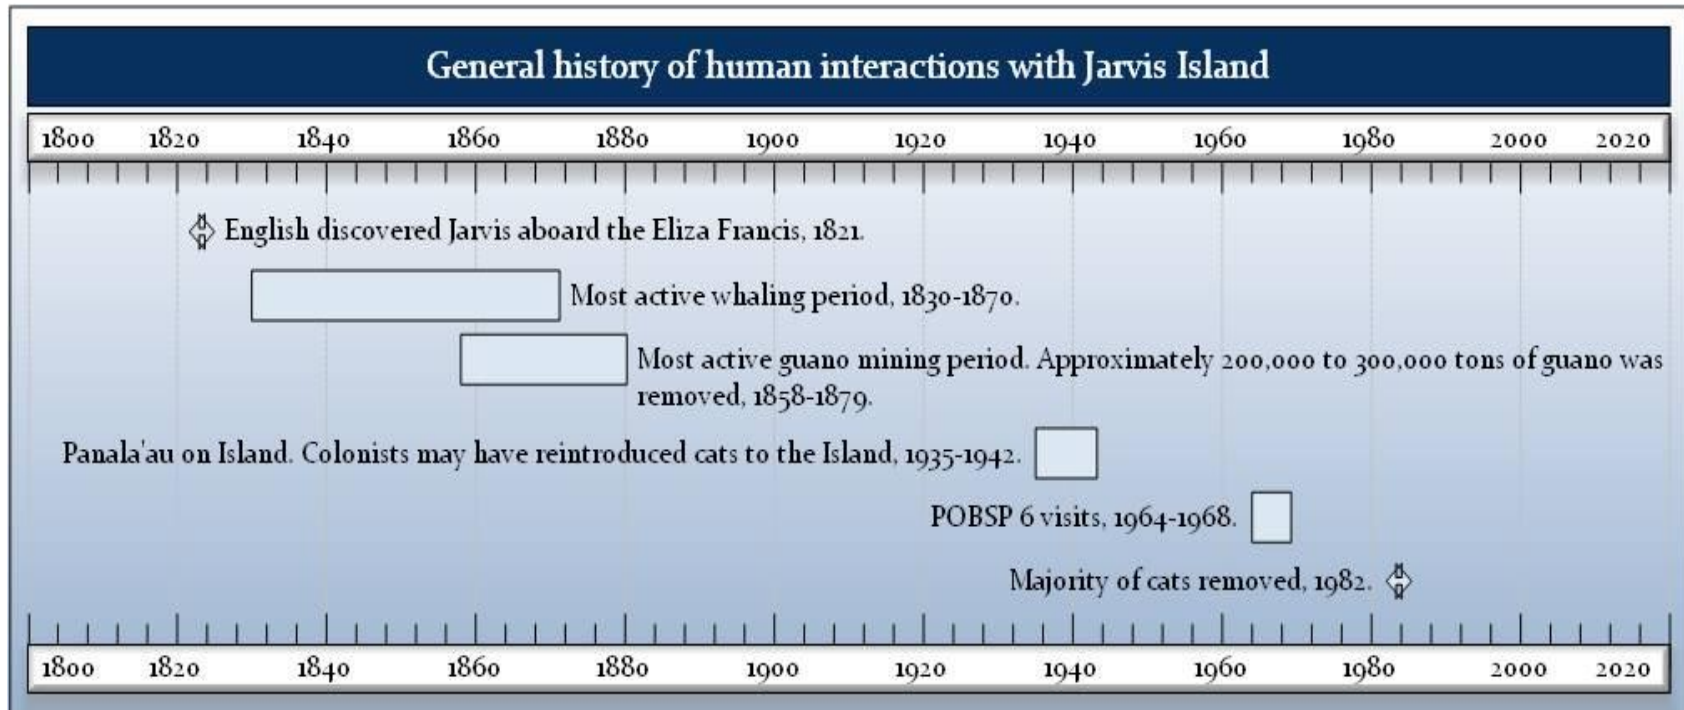 General history of human interactions with Jarvis Island
1800 1820 1840 1860 1880 1900 1920 1940 1960 1980 2000 2020
English discovered Jarvis aboard the Eliza Francis, 1821.
Most active whaling period, 1830-1870.
Most active guano mining period. Approximately 200,000 to 300,000 tons of guano was
removed, 1858-1879.
Panala'au on Island. Colonists may have reintroduced cats to the Island, 1935-1942.
POBSP 6 visits, 1964-1968.
Majority of cats removed, 1982.
1800 1820 1840 1860 1880 1900 1920 1940 1960 1980 2000 2020